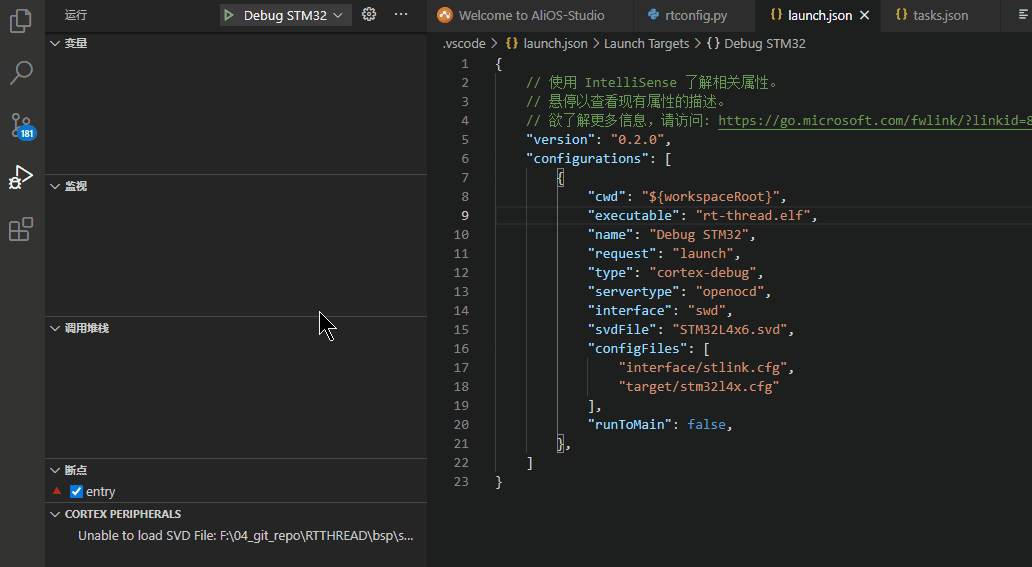 运行
Debug STM32
Welcome to AliOS-Studio
rtconfig.py
launch.json
tasks.json
.vscode > launch.json > Launch Targets > {} Debug STM32
变量
监视
调用堆栈
断点
entry
CORTEX PERIPHERALS
Unable to load SVD File: F:\04_git_repo\RTTHREAD\bsp\s...
181
1 {
2 // 使用 IntelliSense 了解相关属性。
3 // 悬停以查看现有属性的描述。
4 // 欲了解更多信息，请访问: https://go.microsoft.com/fwlink/?linkid=8
5 "version": "0.2.0",
6 "configurations": [
7 {
8 "cwd": "${workspaceRoot}",
9 "executable": "rt-thread.elf",
10 "name": "Debug STM32",
11 "request": "launch",
12 "type": "cortex-debug",
13 "servertype": "openocd",
14 "interface": "swd",
15 "svdFile": "STM32L4x6.svd",
16 "configFiles": [
17 "interface/stlink.cfg",
18 "target/stm32l4x.cfg"
19 ],
20 "runToMain": false,
21 },
22 ]
23 }